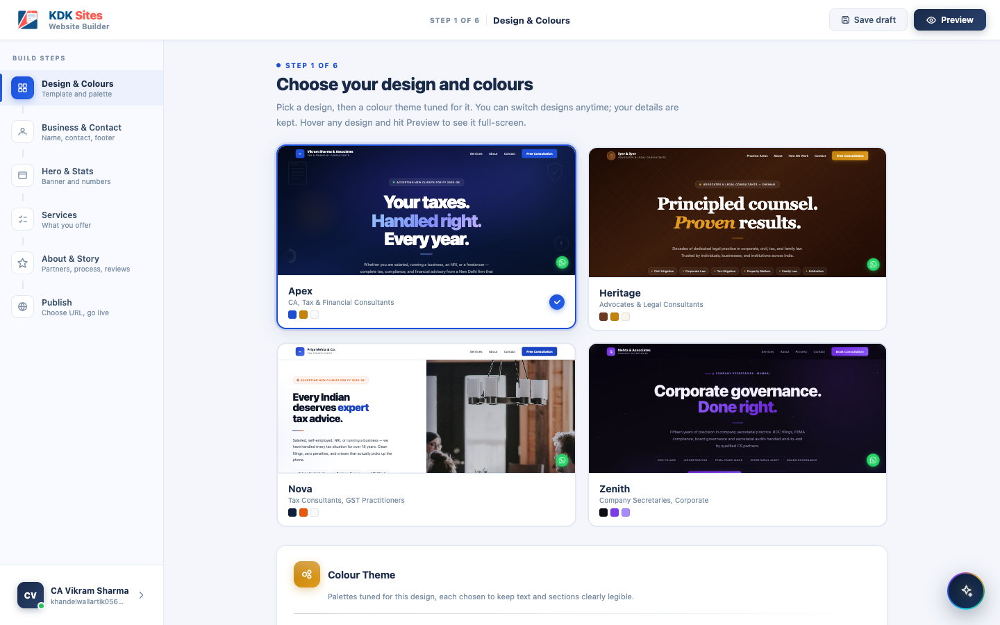 KDK Sites
Website Builder
STEP 1 OF 6
Design & Colours
Save draft
Preview
BUILD STEPS
Design & Colours
Template and palette
Business & Contact
Name, contact, footer
Hero & Stats
Banner and numbers
Services
What you offer
About & Story
Partners, process, reviews
Publish
Choose URL, go live
CV
CA Vikram Sharma
khandelwallartik056...
STEP 1 OF 6
Choose your design and colours
Pick a design, then a colour theme tuned for it. You can switch designs anytime; your details are
kept. Hover any design and hit Preview to see it full-screen.
Vikram Sharma & Associates
TAX & FINANCIAL CONSULTANTS
Services
About
Contact
Free Consultation
ACCEPTING NEW CLIENTS FOR FY 2025-26
Your taxes.
Handled right.
Every year.
Whether you are salaried, running a business, an NRI, or a freelancer —
complete tax, compliance, and financial advisory from a New Delhi firm that
Apex
CA, Tax & Financial Consultants
Iyer & Iyer
ADVOCATES & LEGAL CONSULTANTS
Practice Areas
About
How We Work
Contact
Free Consultation
ADVOCATES & LEGAL CONSULTANTS — CHENNAI
Principled counsel.
Proven results.
Decades of dedicated legal practice in corporate, civil, tax, and family law.
Trusted by individuals, businesses, and institutions across India.
Civil Litigation
Corporate Law
Tax Litigation
Property Matters
Family Law
Arbitration
Heritage
Advocates & Legal Consultants
Priya Mehta & Co.
TAX CONSULTANTS
Services
About
Contact
Free Consultation
ACCEPTING NEW CLIENTS FOR FY 2025-26
Every Indian
deserves expert
tax advice.
Salaried, self-employed, NRI, or running a business — we
have handled every tax situation for over 18 years. Clean
filings, zero penalties, and a team that actually picks up the
phone.
Nova
Tax Consultants, GST Practitioners
Mehta & Associates
COMPANY SECRETARIES
Services
About
Process
Contact
Book Consultation
COMPANY SECRETARIES · MUMBAI
Corporate governance.
Done right.
Fifteen years of precision in company secretarial practice. ROC filings, FEMA
compliance, board governance and secretarial audits handled end-to-end
by qualified CS partners.
ROC FILINGS
INCORPORATION
FEMA COMPLIANCE
SECRETARIAL AUDIT
BOARD GOVERNANCE
Zenith
Company Secretaries, Corporate
Colour Theme
Palettes tuned for this design, each chosen to keep text and sections clearly legible.